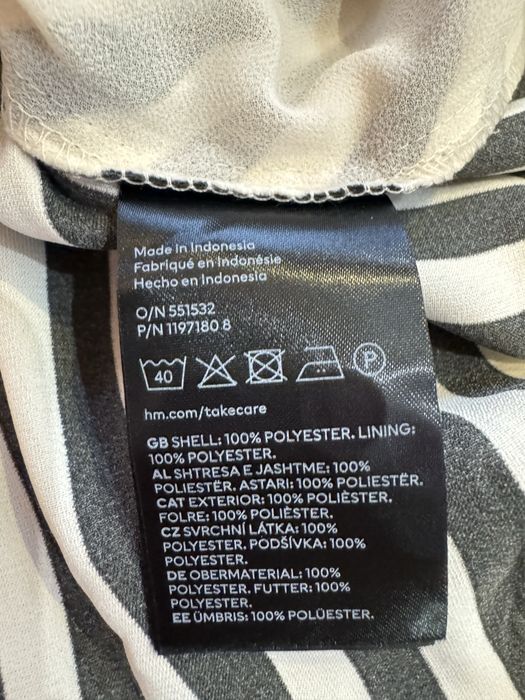 Made in Indonesia
Fabriqué en Indonésie
Hecho en Indonesia
O/N 551532
P/N 1197180 8
40 P
hm.com/takecare
GB SHELL: 100% POLYESTER. LINING:
100% POLYESTER.
AL SHTRESA E JASHTME: 100%
POLIESTËR. ASTARI: 100% POLIESTËR.
CAT EXTERIOR: 100% POLIÈSTER.
FOLRE: 100% POLIÈSTER.
CZ SVRCHNÍ LÁTKA: 100%
POLYESTER. PODŠÍVKA: 100%
POLYESTER.
DE OBERMATERIAL: 100%
POLYESTER. FUTTER: 100%
POLYESTER.
EE ÜMBRIS: 100% POLÜESTER.